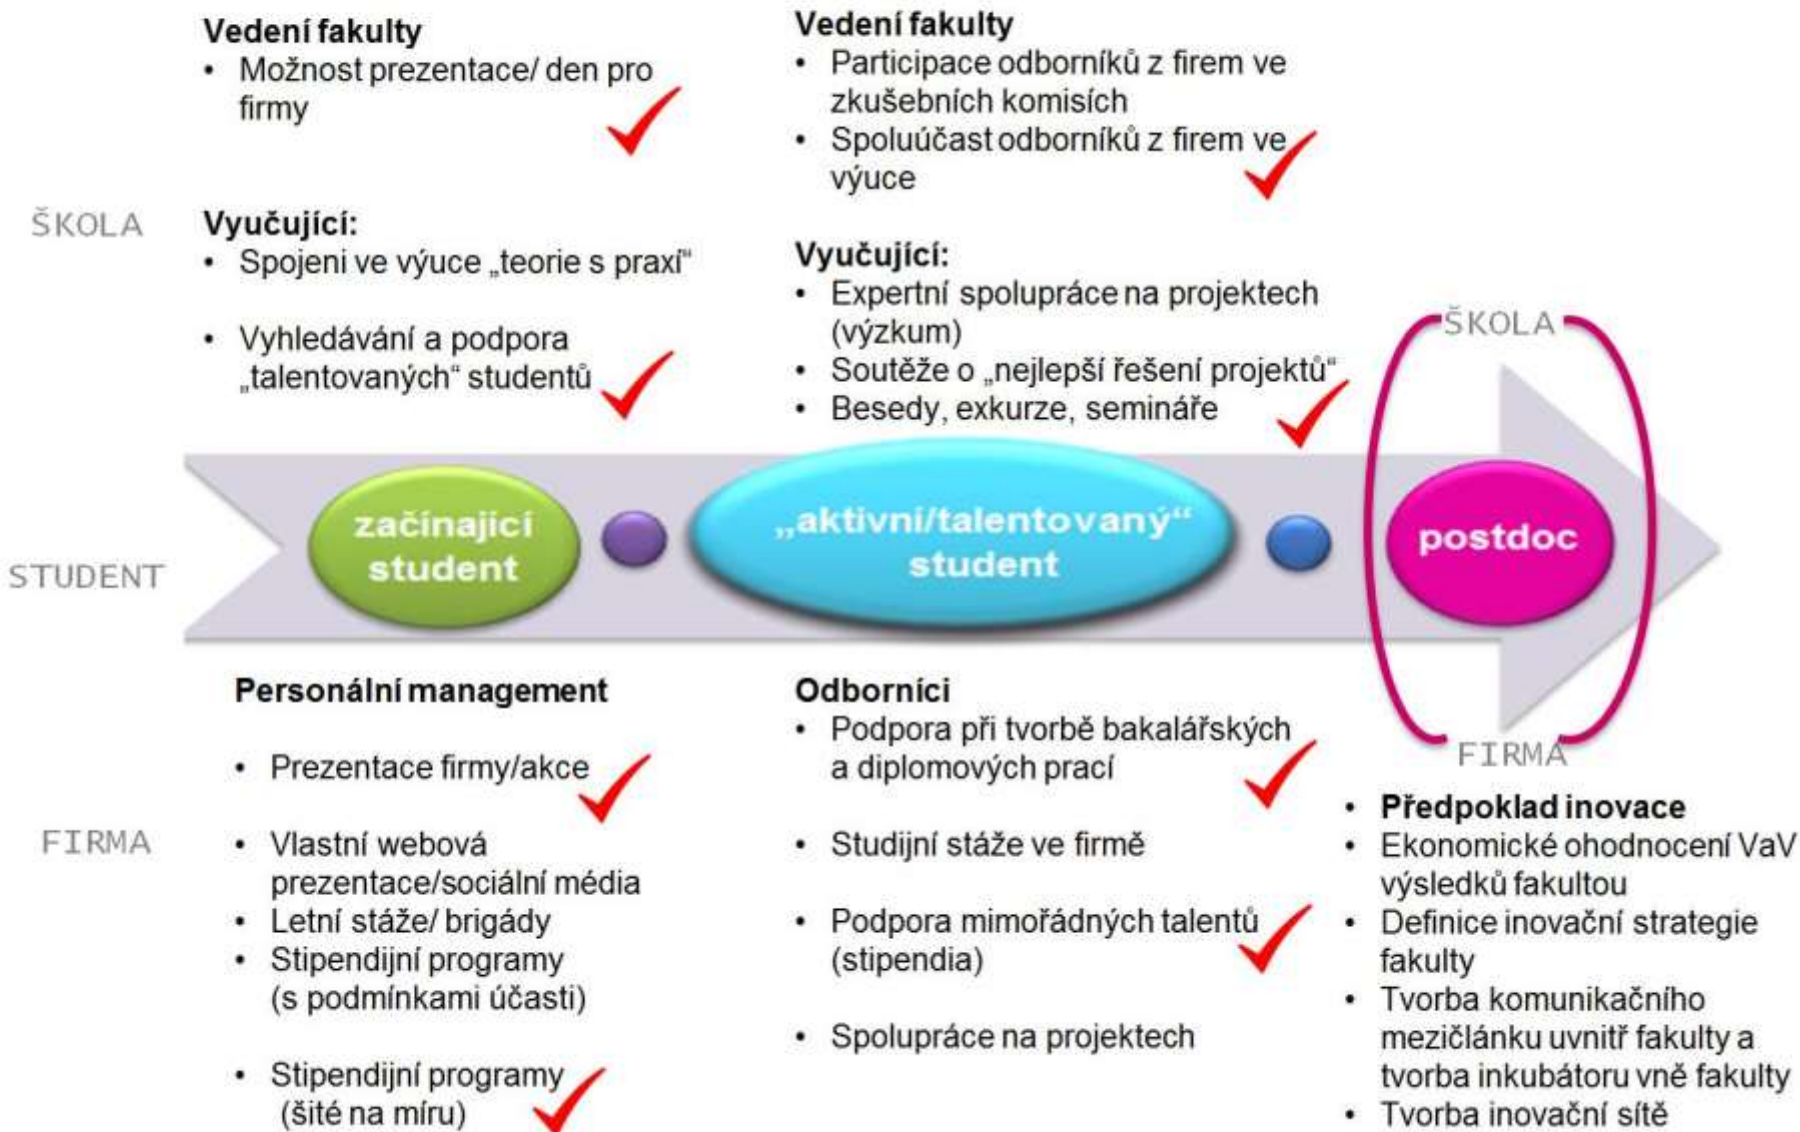 Vedení fakulty
• Možnost prezentace/ den pro
firmy
Vedení fakulty
• Participace odborníků z firem ve
zkušebních komisích
• Spoluúčast odborníků z firem ve
výuce
ŠKOLA
Vyučující:
• Spojeni ve výuce „teorie s praxí“
• Vyhledávání a podpora
„talentovaných“ studentů
Vyučující:
• Expertní spolupráce na projektech
(výzkum)
• Soutěže o „nejlepší řešení projektů“
• Besedy, exkurze, semináře
ŠKOLA
STUDENT
začínající
student
„aktivní/talentovaný“
student
postdoc
FIRMA
FIRMA
Personální management
• Prezentace firmy/akce
• Vlastní webová
prezentace/sociální média
• Letní stáže/ brigády
• Stipendijní programy
(s podmínkami účasti)
• Stipendijní programy
(šité na míru)
Odborníci
• Podpora při tvorbě bakalářských
a diplomových prací
• Studijní stáže ve firmě
• Podpora mimořádných talentů
(stipendia)
• Spolupráce na projektech
• Předpoklad inovace
• Ekonomické ohodnocení VaV
výsledků fakultou
• Definice inovační strategie
fakulty
• Tvorba komunikačního
mezičlánku uvnitř fakulty a
tvorba inkubátoru vně fakulty
• Tvorba inovační sítě